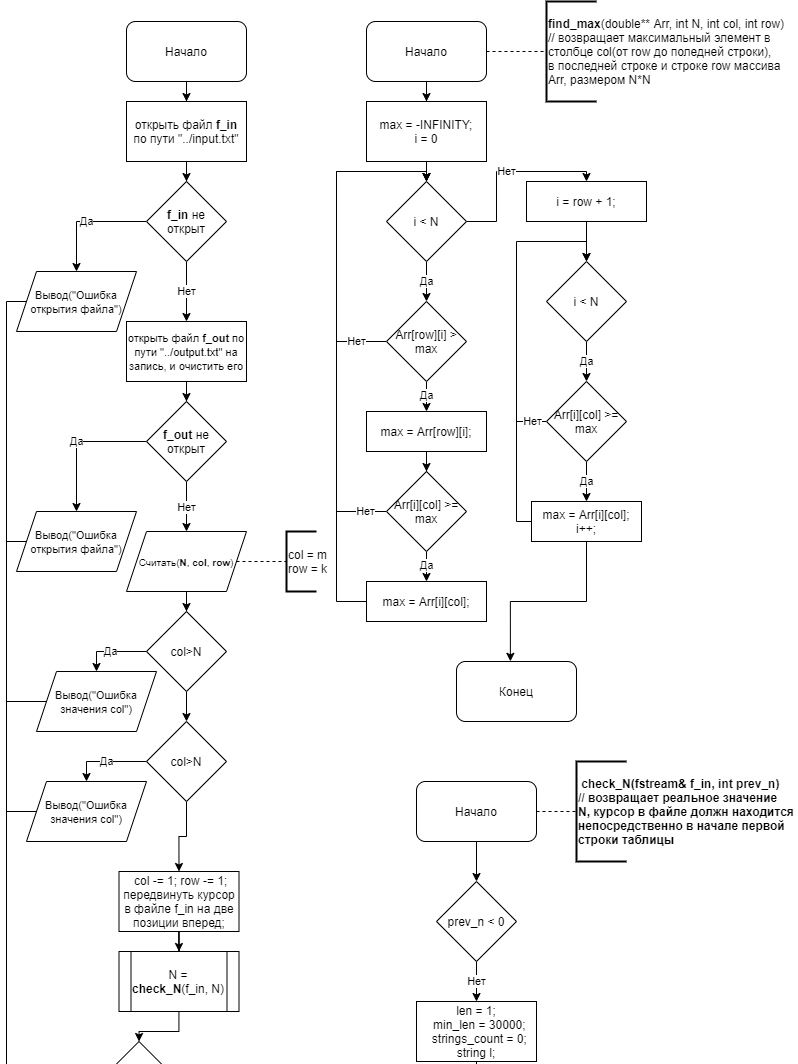 Начало
открыть файл f_in
по пути "../input.txt"
f_in не
открыт
Да
Вывод("Ошибка
открытия файла")
Нет
открыть файл f_out по
пути "../output.txt" на
запись, и очистить его
f_out не
открыт
Да
Вывод("Ошибка
открытия файла")
Нет
Считать(N, col, row)
col = m
row = k
col>N
Да
Вывод("Ошибка
значения col")
col>N
Да
Вывод("Ошибка
значения col")
col -= 1; row -= 1;
передвинуть курсор
в файле f_in на две
позиции вперед;
N =
check_N(f_in, N)
Начало
find_max(double** Arr, int N, int col, int row)
// возвращает максимальный элемент в
столбце col(от row до поледней строки),
в последней строке и строке row массива
Arr, размером N*N
max = -INFINITY;
i = 0
i < N
Нет
Да
Arr[row][i] >
max
Нет
Да
max = Arr[row][i];
Arr[i][col] >=
max
Нет
Да
max = Arr[i][col];
i = row + 1;
i < N
Да
Arr[i][col] >=
max
Нет
Да
max = Arr[i][col];
i++;
Конец
Начало
check_N(fstream& f_in, int prev_n)
// возвращает реальное значение
N, курсор в файле должн находится
непосредственно в начале первой
строки таблицы
prev_n < 0
Нет
len = 1;
min_len = 30000;
strings_count = 0;
string l;